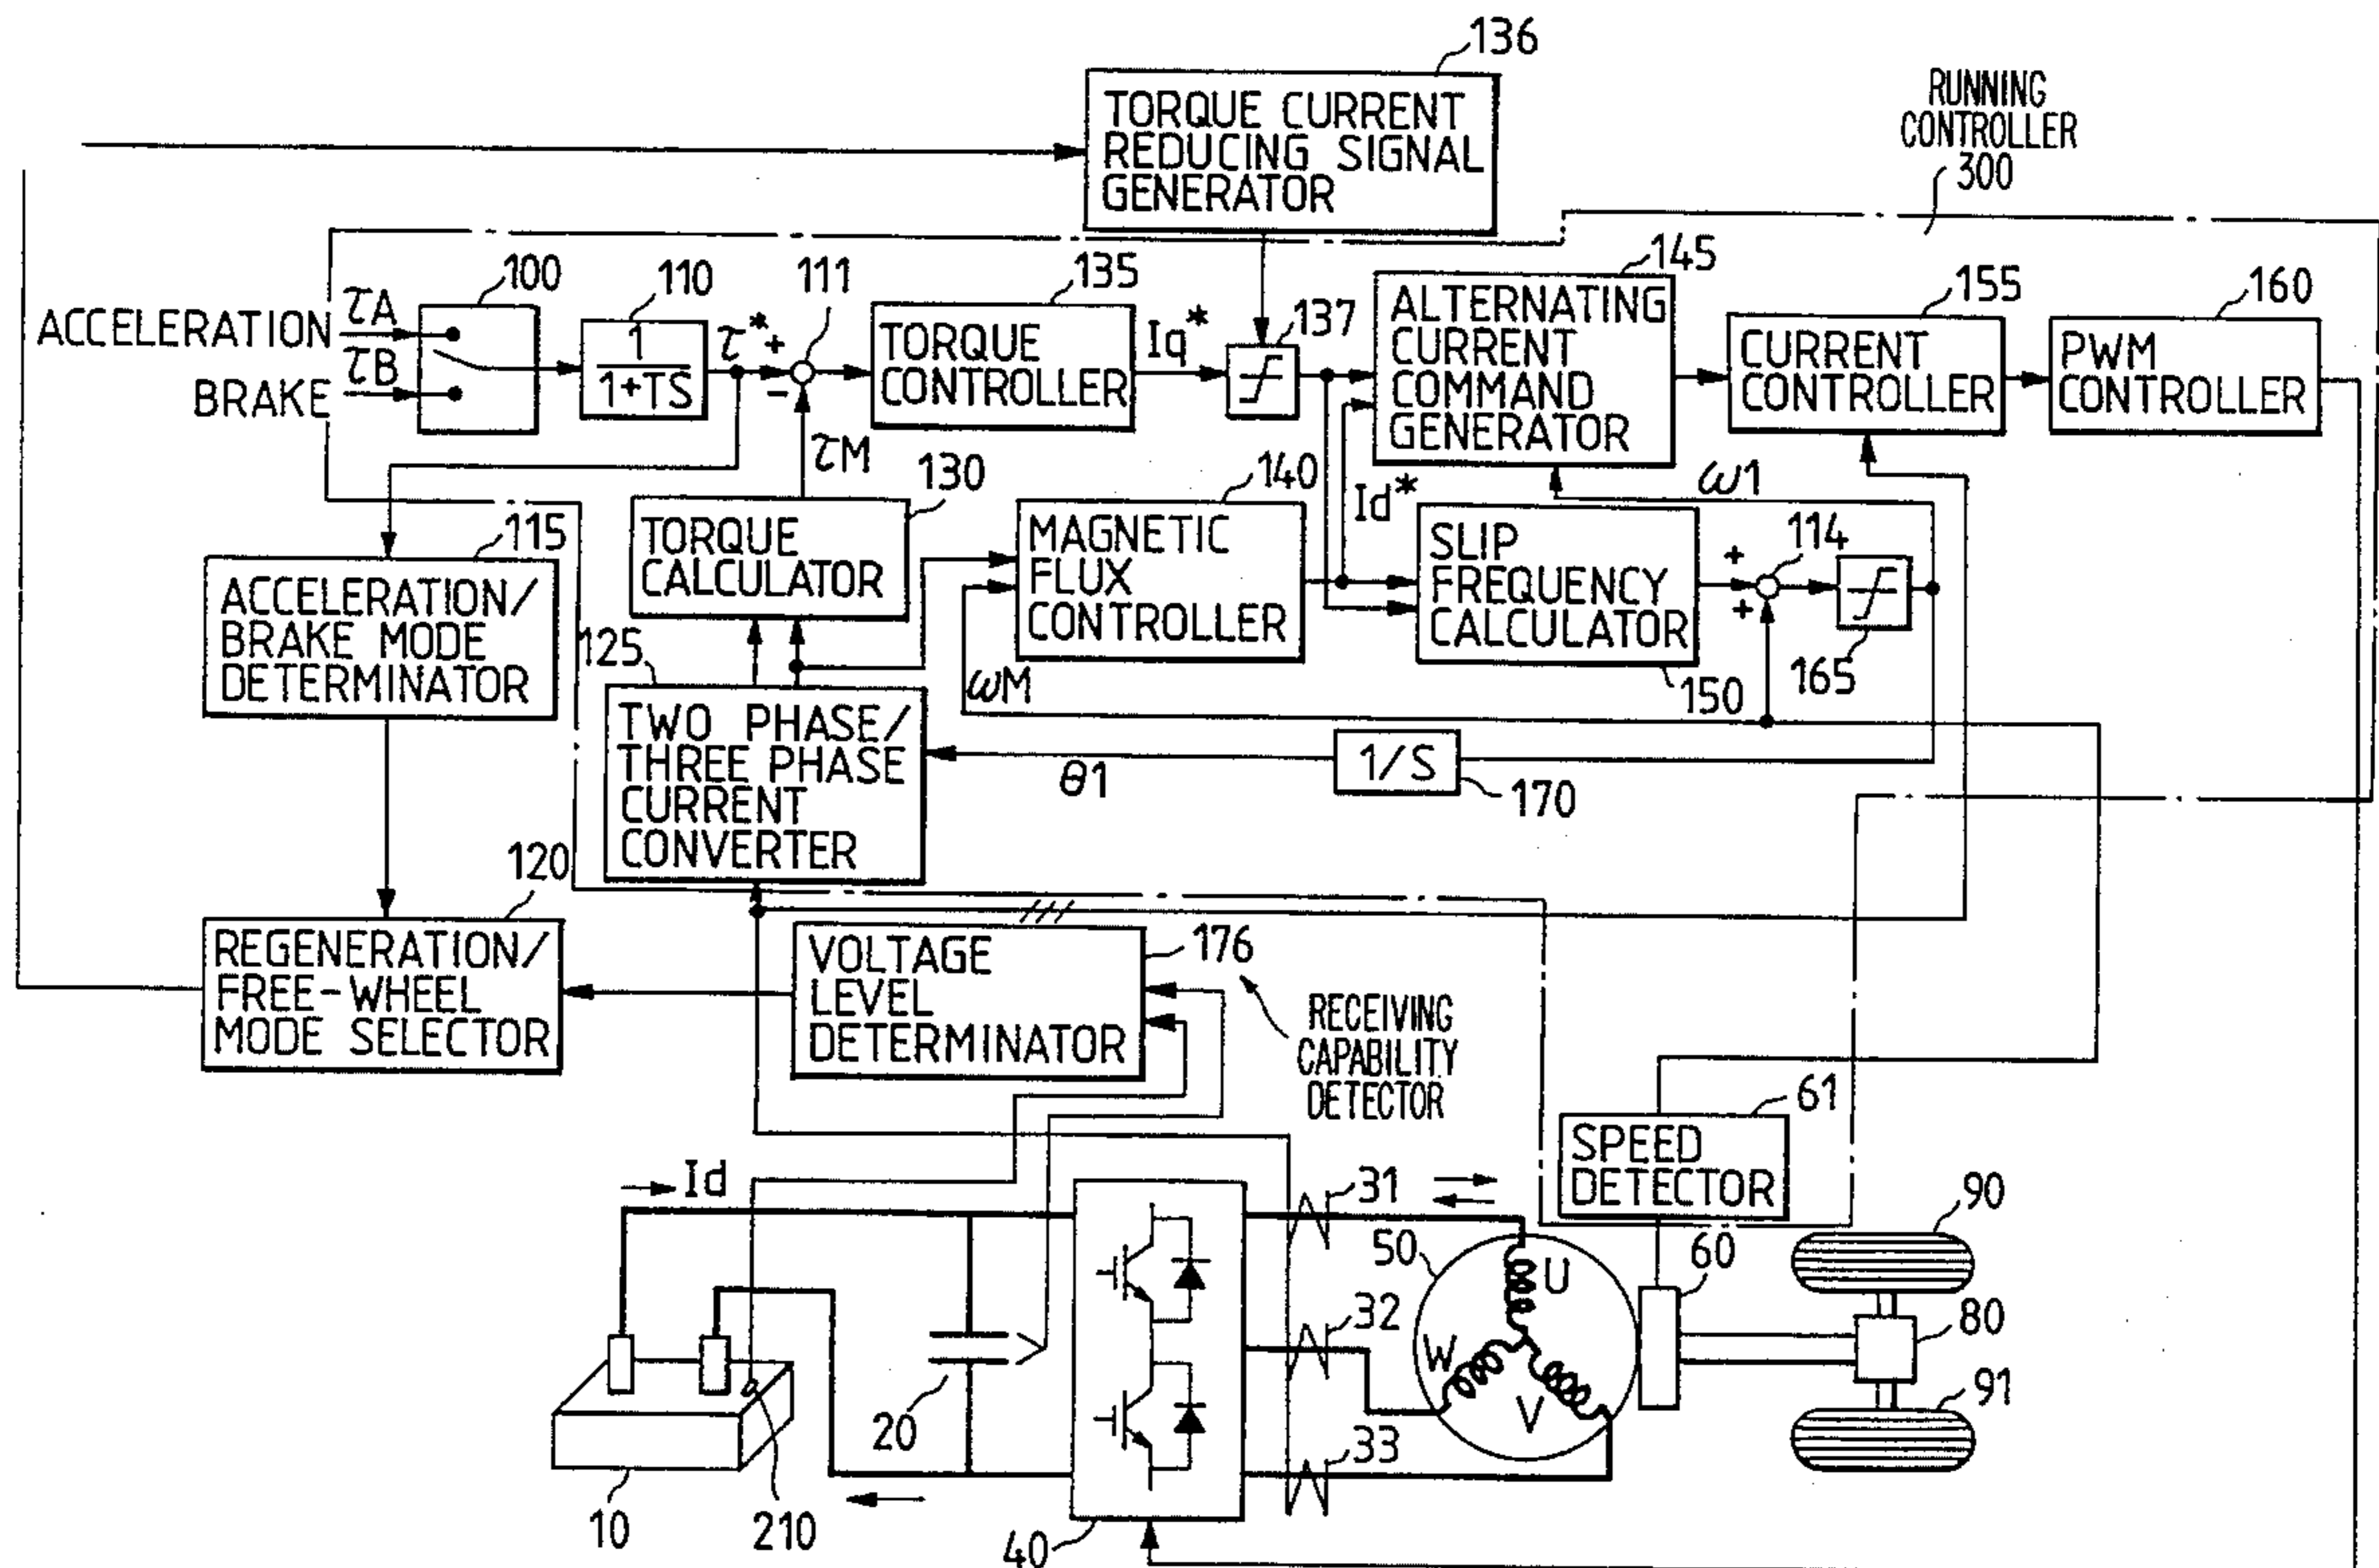 136
TORQUE CURRENT
REDUCING SIGNAL
GENERATOR
RUNNING
CONTROLLER
300
ACCELERATION
τA
BRAKE
τB
100
110
1
1+TS
τ*
+
-
111
τM
135
TORQUE
CONTROLLER
Iq*
137
145
ALTERNATING
CURRENT
COMMAND
GENERATOR
155
CURRENT
CONTROLLER
160
PWM
CONTROLLER
115
ACCELERATION/
BRAKE MODE
DETERMINATOR
130
TORQUE
CALCULATOR
140
MAGNETIC
FLUX
CONTROLLER
Id*
ω1
SLIP
FREQUENCY
CALCULATOR
150
+
+
114
165
125
TWO PHASE/
THREE PHASE
CURRENT
CONVERTER
ωM
θ1
1/S
170
120
REGENERATION/
FREE-WHEEL
MODE SELECTOR
VOLTAGE
LEVEL
DETERMINATOR
176
RECEIVING
CAPABILITY
DETECTOR
61
SPEED
DETECTOR
Id
31
32
33
50
U
W
V
60
90
80
91
10
210
20
40